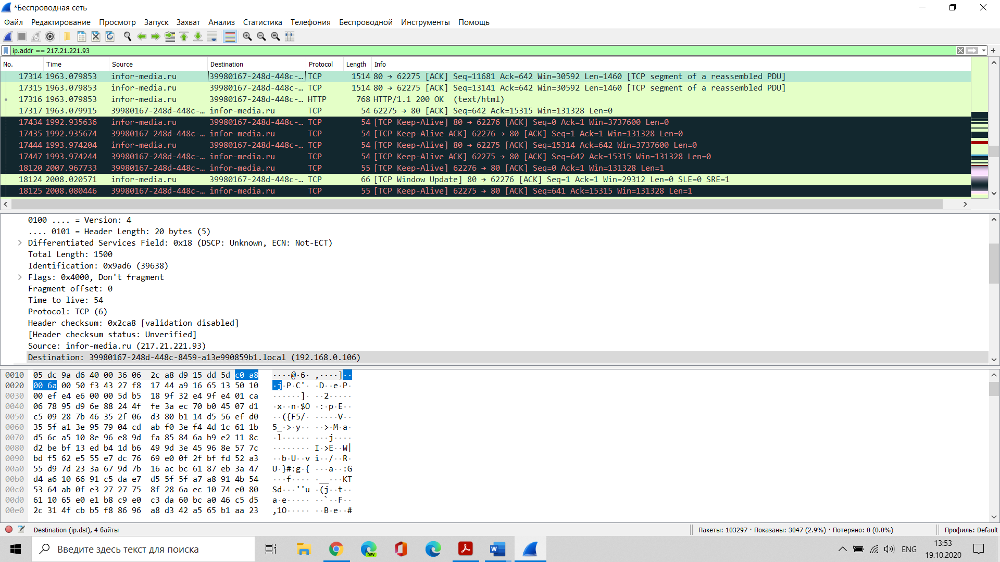 *Беспроводная сеть
Файл Редактирование Просмотр Запуск Захват Анализ Статистика Телефония Беспроводной Инструменты Помощь
ip.addr == 217.21.221.93
No. Time Source Destination Protocol Length Info
17314 1963.079853 infor-media.ru 39980167-248d-448c-… TCP 1514 80 → 62275 [ACK] Seq=11681 Ack=642 Win=30592 Len=1460 [TCP segment of a reassembled PDU]
17315 1963.079853 infor-media.ru 39980167-248d-448c-… TCP 1514 80 → 62275 [ACK] Seq=13141 Ack=642 Win=30592 Len=1460 [TCP segment of a reassembled PDU]
17316 1963.079853 infor-media.ru 39980167-248d-448c-… HTTP 768 HTTP/1.1 200 OK (text/html)
17317 1963.079915 39980167-248d-448c-… infor-media.ru TCP 54 62275 → 80 [ACK] Seq=642 Ack=15315 Win=131328 Len=0
17434 1992.935636 infor-media.ru 39980167-248d-448c-… TCP 54 [TCP Keep-Alive] 80 → 62276 [ACK] Seq=0 Ack=1 Win=3737600 Len=0
17435 1992.935674 39980167-248d-448c-… infor-media.ru TCP 54 [TCP Keep-Alive ACK] 62276 → 80 [ACK] Seq=1 Ack=1 Win=131328 Len=0
17444 1993.974204 infor-media.ru 39980167-248d-448c-… TCP 54 [TCP Keep-Alive] 80 → 62275 [ACK] Seq=15314 Ack=642 Win=3737600 Len=0
17447 1993.974244 39980167-248d-448c-… infor-media.ru TCP 54 [TCP Keep-Alive ACK] 62275 → 80 [ACK] Seq=642 Ack=15315 Win=131328 Len=0
18120 2007.967733 39980167-248d-448c-… infor-media.ru TCP 55 [TCP Keep-Alive] 62276 → 80 [ACK] Seq=0 Ack=1 Win=131328 Len=1
18124 2008.020571 infor-media.ru 39980167-248d-448c-… TCP 66 [TCP Window Update] 80 → 62276 [ACK] Seq=1 Ack=1 Win=29312 Len=0 SLE=0 SRE=1
18125 2008.080446 39980167-248d-448c-… infor-media.ru TCP 55 [TCP Keep-Alive] 62275 → 80 [ACK] Seq=641 Ack=15315 Win=131328 Len=1
0100 .... = Version: 4
.... 0101 = Header Length: 20 bytes (5)
Differentiated Services Field: 0x18 (DSCP: Unknown, ECN: Not-ECT)
Total Length: 1500
Identification: 0x9ad6 (39638)
Flags: 0x4000, Don't fragment
Fragment offset: 0
Time to live: 54
Protocol: TCP (6)
Header checksum: 0x2ca8 [validation disabled]
[Header checksum status: Unverified]
Source: infor-media.ru (217.21.221.93)
Destination: 39980167-248d-448c-8459-a13e990859b1.local (192.168.0.106)
0010 05 dc 9a d6 40 00 36 06 2c a8 d9 15 dd 5d c0 a8 ····@·6· ,····]··
0020 00 6a 00 50 f3 43 27 f8 17 44 a9 16 65 13 50 10 ·j·P·C'· ·D··e·P·
0030 00 ef e4 e6 00 00 5d b5 18 9f 32 e4 9f e4 01 ca ······]· ··2·····
0040 06 78 95 d9 6e 88 24 4f fe 3a ec 70 b0 45 07 d1 ·x··n·$O ·:·p·E··
0050 c5 09 28 7b 46 35 2f 06 d3 80 b1 14 d5 56 ef d0 ··({F5/· ·····V··
0060 35 5f a1 3e 95 79 04 cd ab f0 3e f4 4d 1c 61 1b 5_·>·y·· ··>·M·a·
0070 d5 6c a5 10 8e 96 e8 9d fa 85 84 6a b9 e2 11 8c ·l······ ···j····
0080 d2 be bf 13 ed b4 1d b6 49 9d 3e 45 96 8e 57 7c ········ I·>E··W|
0090 bd f5 62 e5 55 e7 dc 76 69 e0 0f 2f bf fd 52 a3 ··b·U··v i··/··R·
00a0 55 d9 7d 23 3a 67 9d 7b 16 ac bc 61 87 eb 3a 47 U·}#:g·{ ···a··:G
00b0 d4 a6 10 66 91 c5 da e7 d5 5f 5f a7 a8 91 4b 54 ···f···· ·__···KT
00c0 53 64 ab 0f e3 27 27 75 8f 28 6a ec 10 74 e0 80 Sd···''u ·(j··t··
00d0 61 10 65 e0 e1 b8 c9 e0 c3 da 60 bc a0 46 c5 d5 a·e····· ··`··F··
00e0 2c 31 4f cb b5 f8 86 96 a8 d3 42 a5 65 b1 aa 23 ,1O····· ··B·e··#
Destination (ip.dst), 4 байты Пакеты: 103297 · Показаны: 3047 (2.9%) · Потеряно: 0 (0.0%) Профиль: Default
Введите здесь текст для поиска
DEV
W
ENG
13:53
19.10.2020